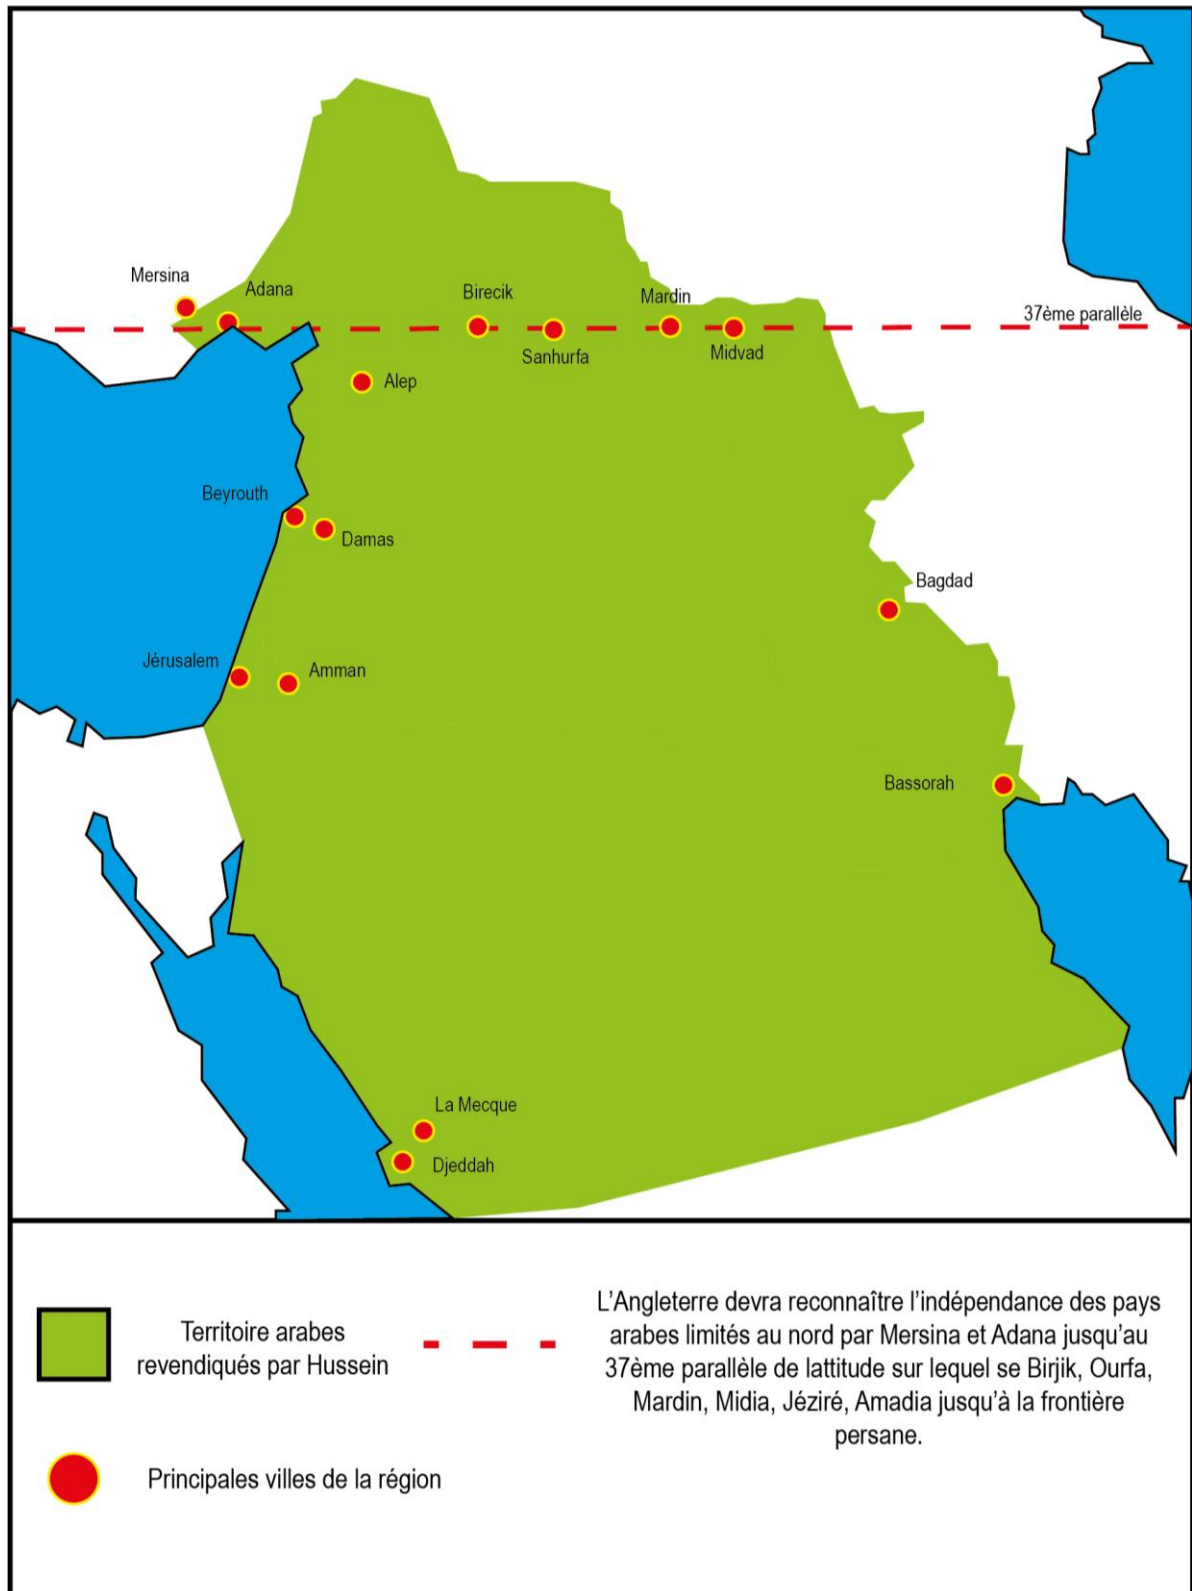 Mersina
Adana
Birecik
Mardin
37ème parallèle
Sanhurfa
Midvad
Alep
Beyrouth
Damas
Bagdad
Jérusalem
Amman
Bassorah
La Mecque
Djeddah
Territoire arabes
revendiqués par Hussein
L’Angleterre devra reconnaître l’indépendance des pays
arabes limités au nord par Mersina et Adana jusqu’au
37ème parallèle de lattitude sur lequel se Birjik, Ourfa,
Mardin, Midia, Jéziré, Amadia jusqu’à la frontière
persane.
Principales villes de la région